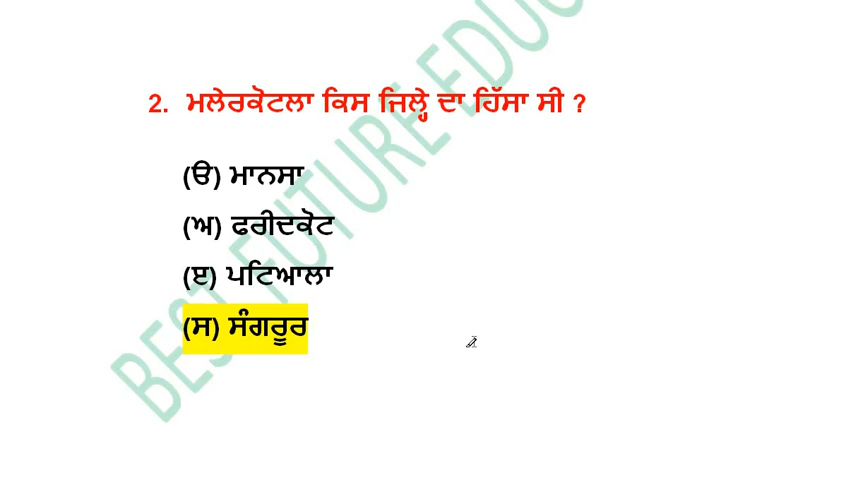 2. ਮਲੇਰਕੋਟਲਾ ਕਿਸ ਜਿਲ੍ਹੇ ਦਾ ਹਿੱਸਾ ਸੀ ?
(ੳ) ਮਾਨਸਾ
(ਅ) ਫਰੀਦਕੋਟ
(ੲ) ਪਟਿਆਲਾ
(ਸ) ਸੰਗਰੂਰ
BEST FUTURE EDUC